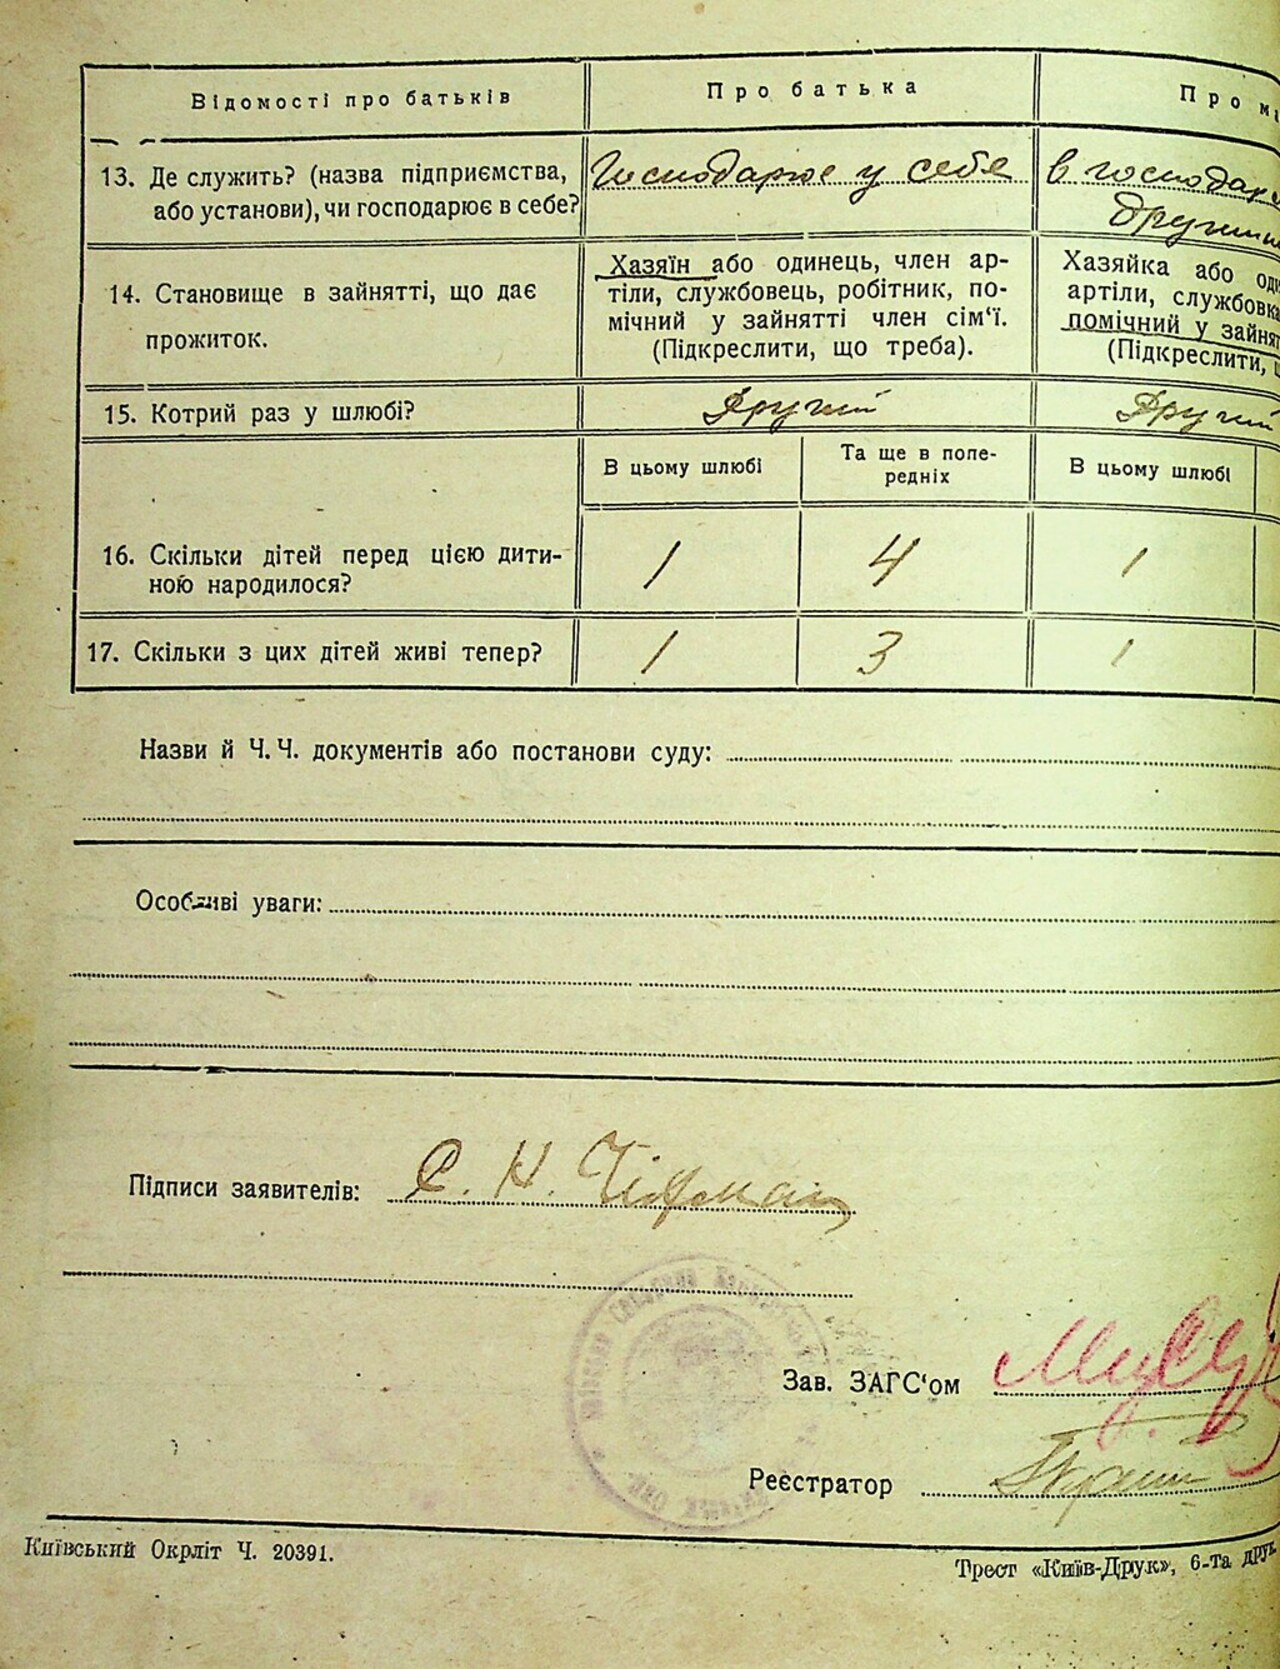 Відомості про батьків
Про батька
Про мі
13. Де служить? (назва підприємства,
або установи), чи господарює в себе?
Господарює у себе
в господар
Дружин
14. Становище в зайнятті, що дає
прожиток.
Хазяїн або одинець, член ар-
тіли, службовець, робітник, по-
мічний у зайнятті член сім‘ї.
(Підкреслити, що треба).
Хазяйка або оди
артіли, службовка
помічний у зайнят
(Підкреслити, щ
15. Котрий раз у шлюбі?
Другий
Другий
В цьому шлюбі
Та ще в попе-
редніх
В цьому шлюбі
16. Скільки дітей перед цією дити-
ною народилося?
1
4
1
17. Скільки з цих дітей живі тепер?
1
3
1
Назви й Ч.Ч. документів або постанови суду:
Особливі уваги:
Підписи заявителів:
С. Н.
Зав. ЗАГС‘ом
Реєстратор
Київський Окрліт Ч. 20391.
Трест «Київ-Друк», 6-та друк